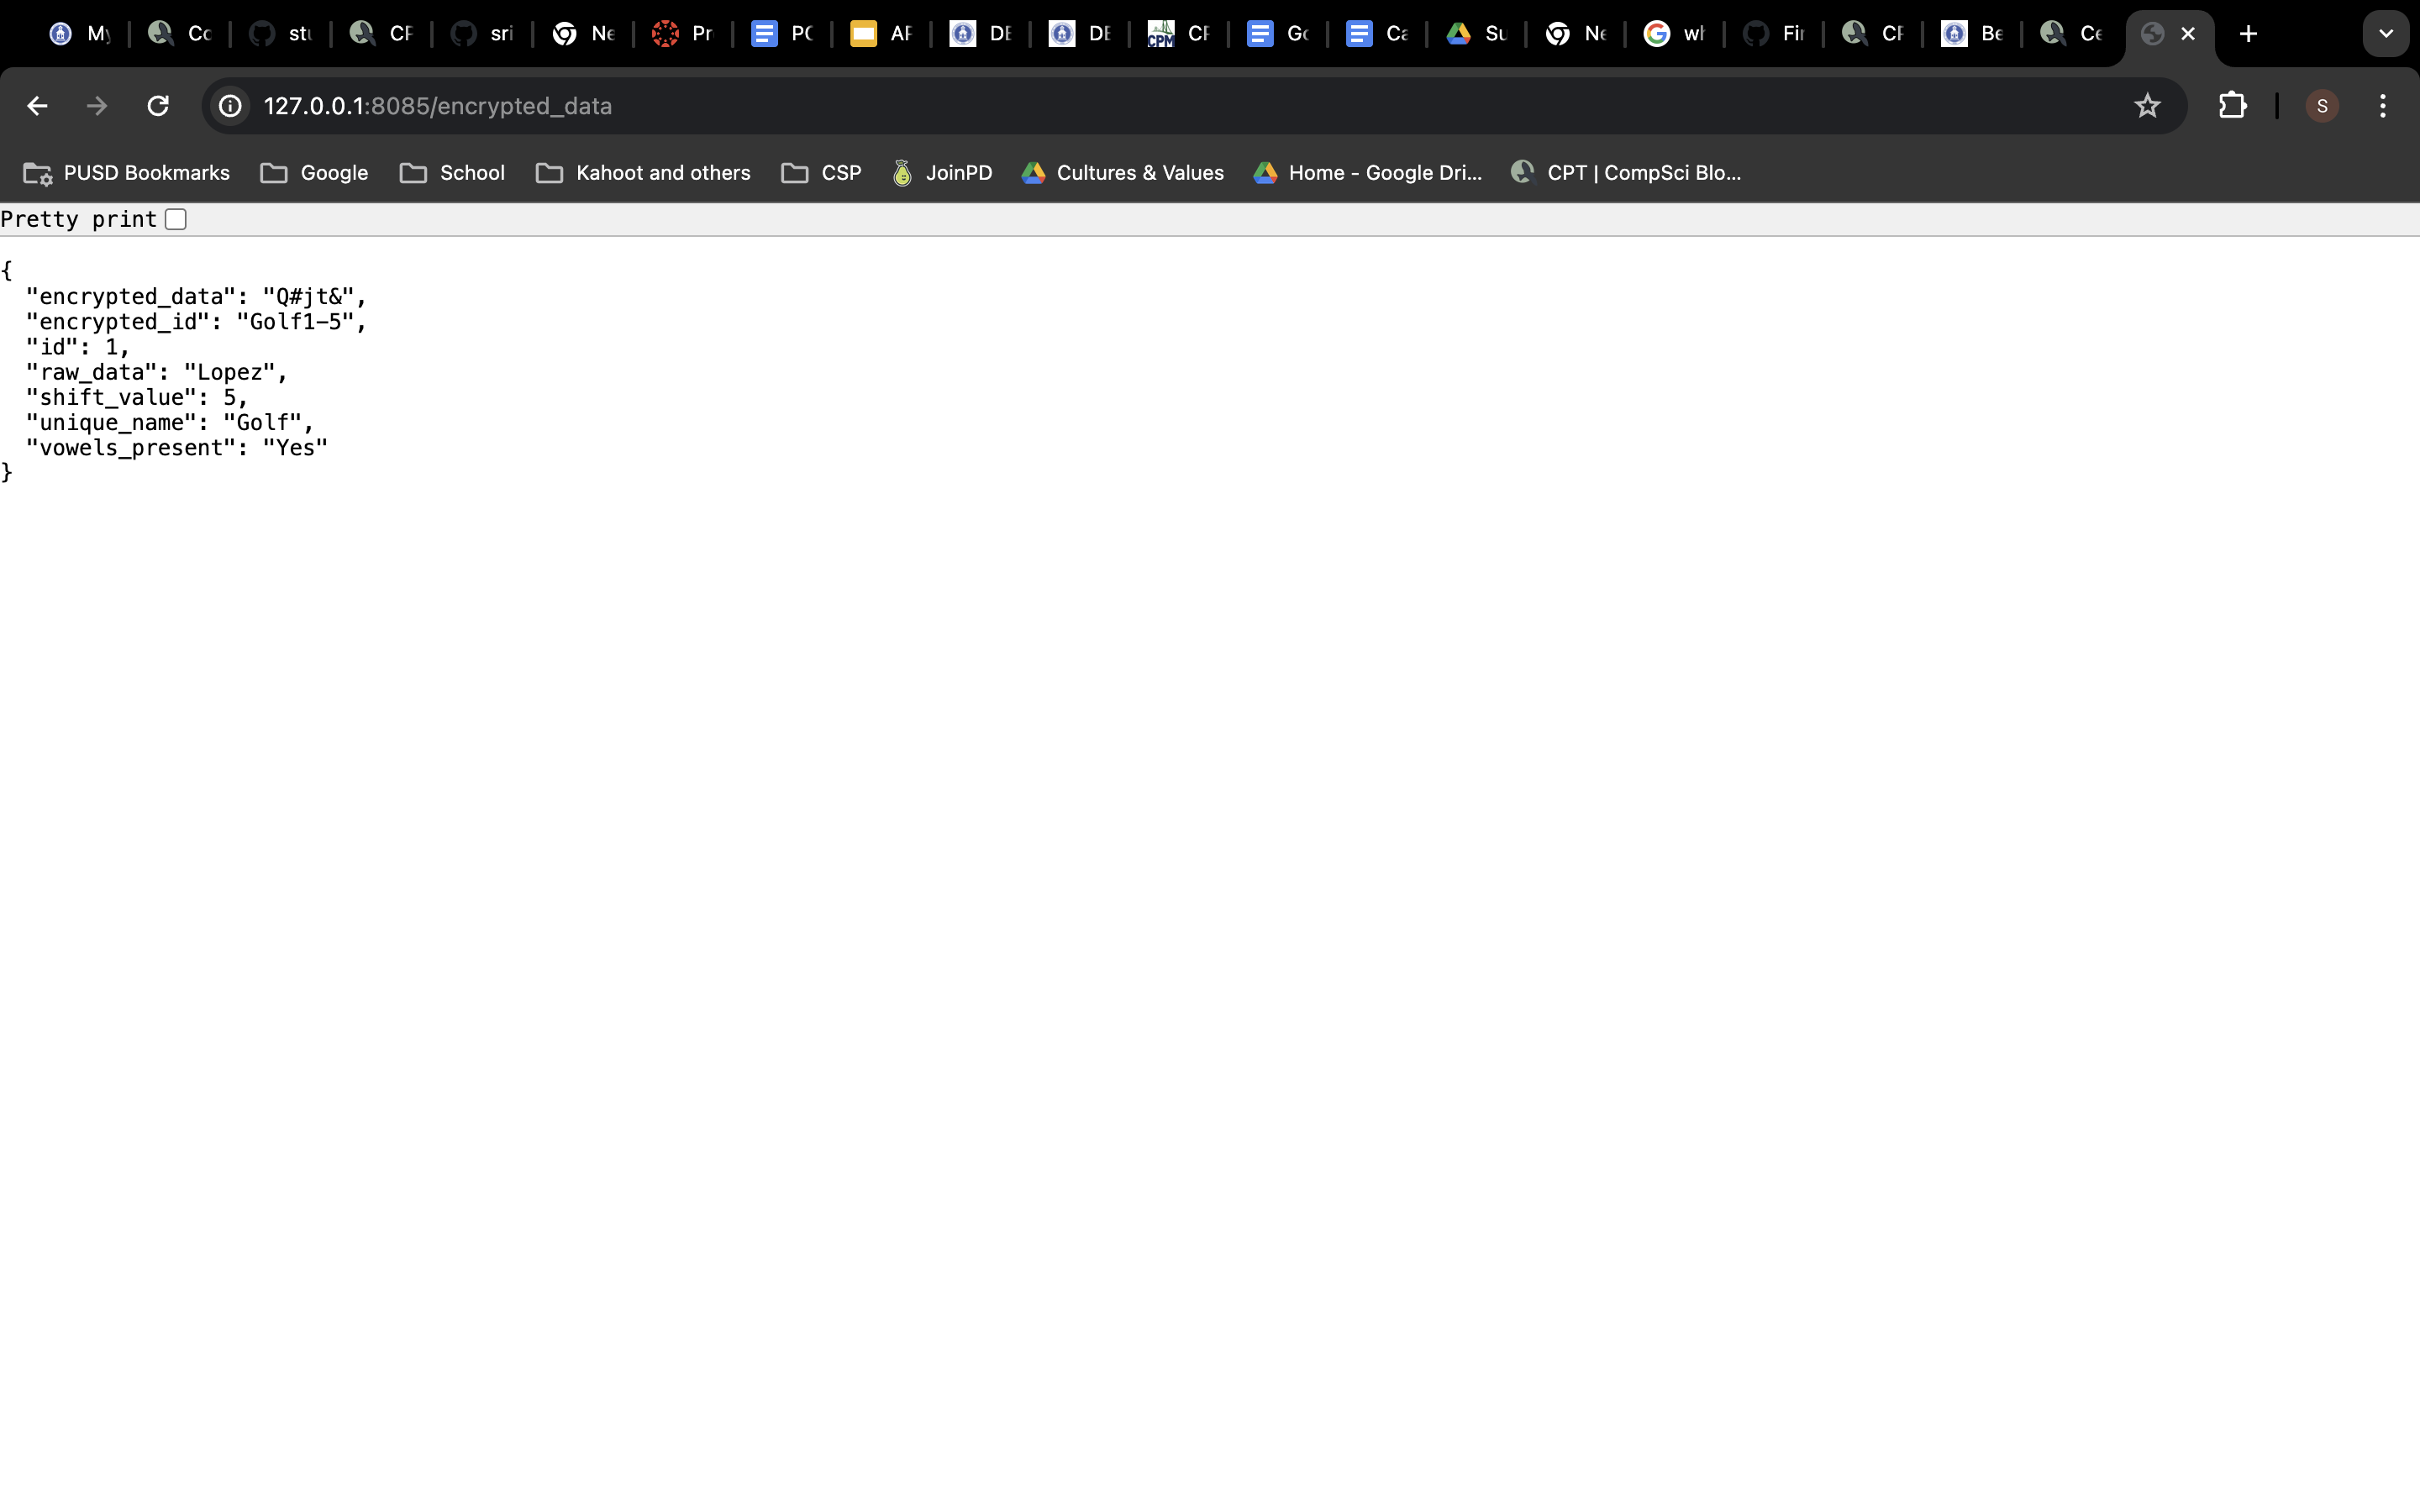 My Co stu CF sri Ne Pr PC AF DE DE CF Go Ca Su Ne wh Fir CF Be Ce
127.0.0.1:8085/encrypted_data
S
PUSD Bookmarks Google School Kahoot and others CSP JoinPD Cultures & Values Home - Google Dri... CPT | CompSci Blo...
Pretty print
{
"encrypted_data": "Q#jt&",
"encrypted_id": "Golf1-5",
"id": 1,
"raw_data": "Lopez",
"shift_value": 5,
"unique_name": "Golf",
"vowels_present": "Yes"
}